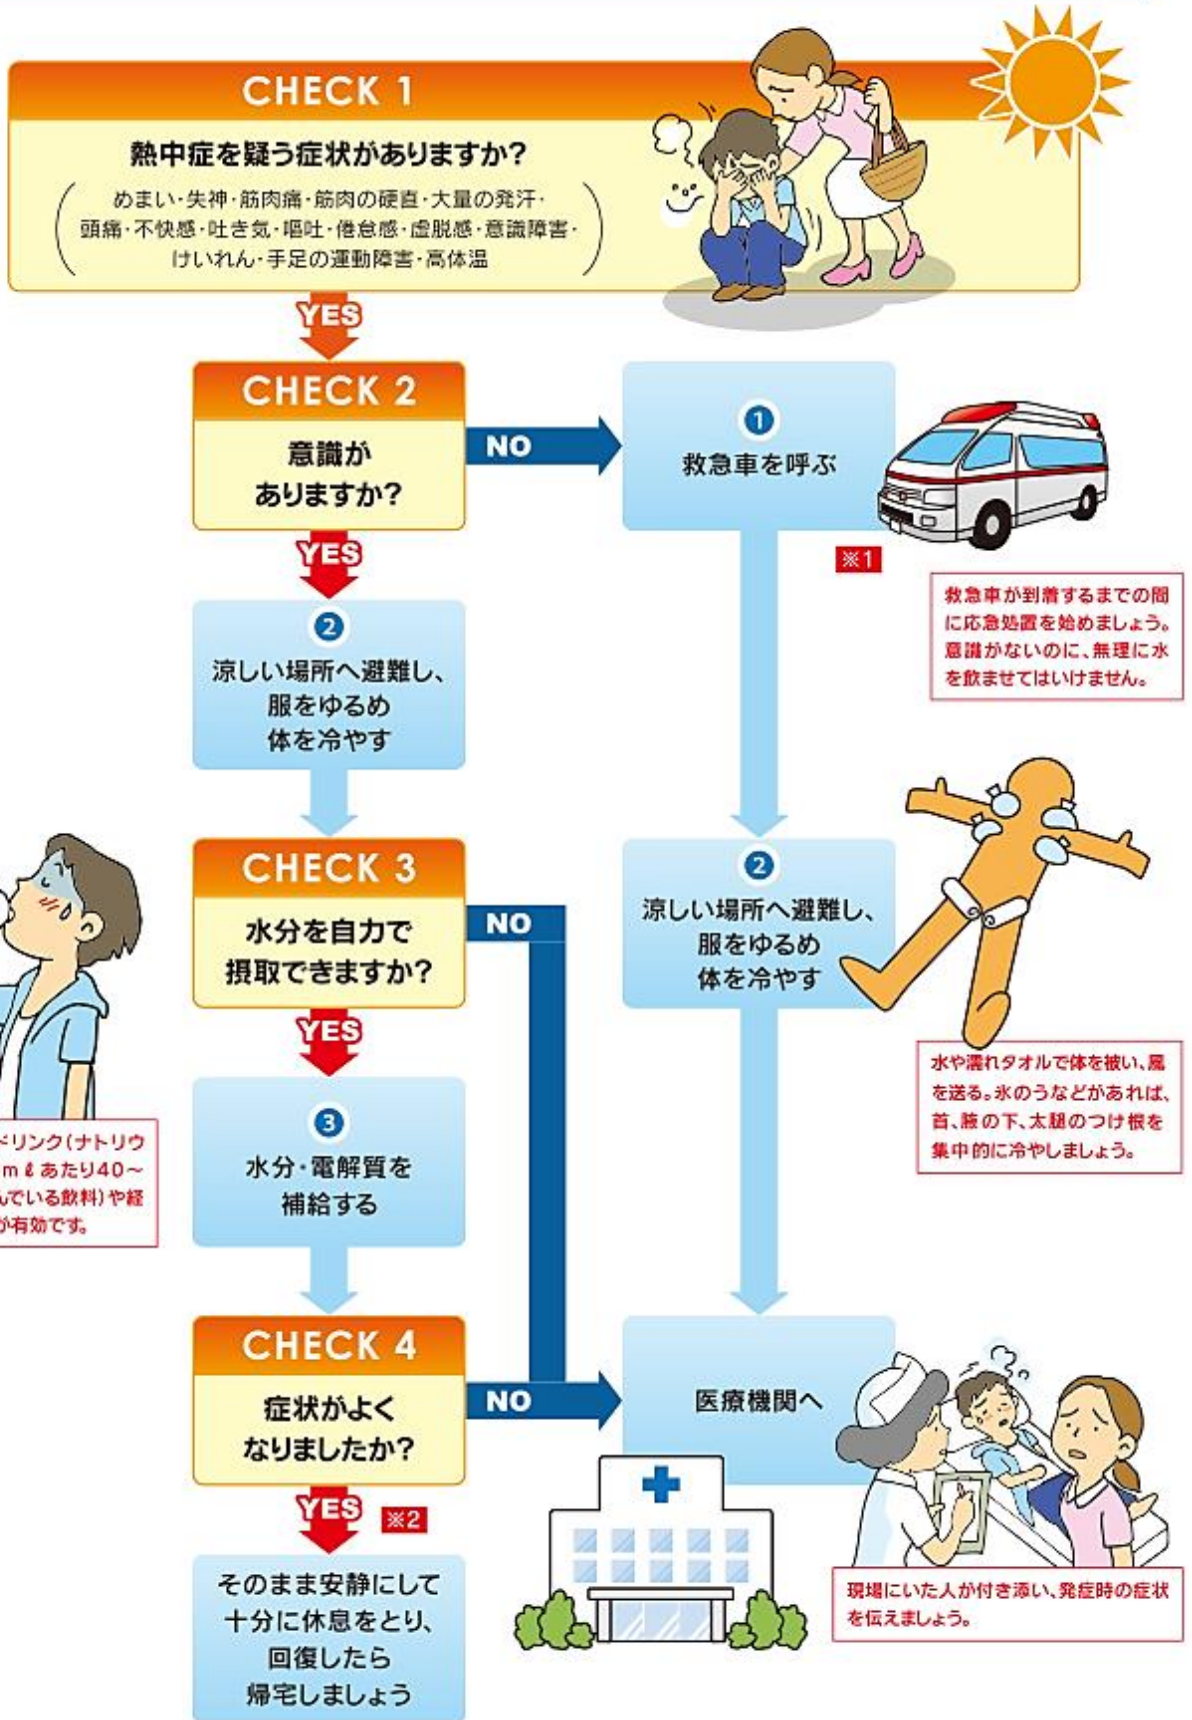 CHECK 1
熱中症を疑う症状がありますか?
めまい・失神・筋肉痛・筋肉の硬直・大量の発汗・
頭痛・不快感・吐き気・嘔吐・倦怠感・虚脱感・意識障害・
けいれん・手足の運動障害・高体温
YES
CHECK 2
意識が
ありますか?
NO
1
救急車を呼ぶ
※1
救急車が到着するまでの間
に応急処置を始めましょう。
意識がないのに、無理に水
を飲ませてはいけません。
YES
2
涼しい場所へ避難し、
服をゆるめ
体を冷やす
CHECK 3
水分を自力で
摂取できますか?
NO
2
涼しい場所へ避難し、
服をゆるめ
体を冷やす
水や濡れタオルで体を被い、風
を送る。氷のうなどがあれば、
首、腋の下、太腿のつけ根を
集中的に冷やしましょう。
YES
3
水分・電解質を
補給する
ドリンク(ナトリウ
mℓあたり40〜
んでいる飲料)や経
が有効です。
CHECK 4
症状がよく
なりましたか?
NO
医療機関へ
YES
※2
そのまま安静にして
十分に休息をとり、
回復したら
帰宅しましょう
現場にいた人が付き添い、発症時の症状
を伝えましょう。